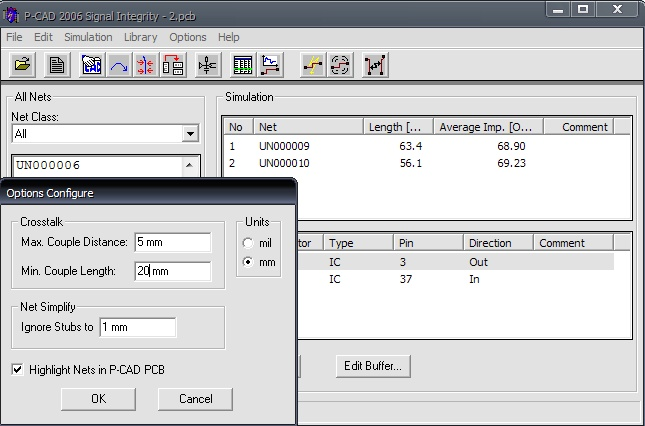 P-CAD 2006 Signal Integrity - 2.pcb
File Edit Simulation Library Options Help
CAD
All Nets
Net Class:
All
UN000006
Simulation
No Net Length [... Average Imp. [O... Comment
1 UN000009 63.4 68.90
2 UN000010 56.1 69.23
Options Configure
Crosstalk
Max. Couple Distance: 5 mm
Min. Couple Length: 20 mm
Units
mil
mm
Net Simplify
Ignore Stubs to 1 mm
Highlight Nets in P-CAD PCB
OK Cancel
tor Type Pin Direction Comment
IC 3 Out
IC 37 In
Edit Buffer...